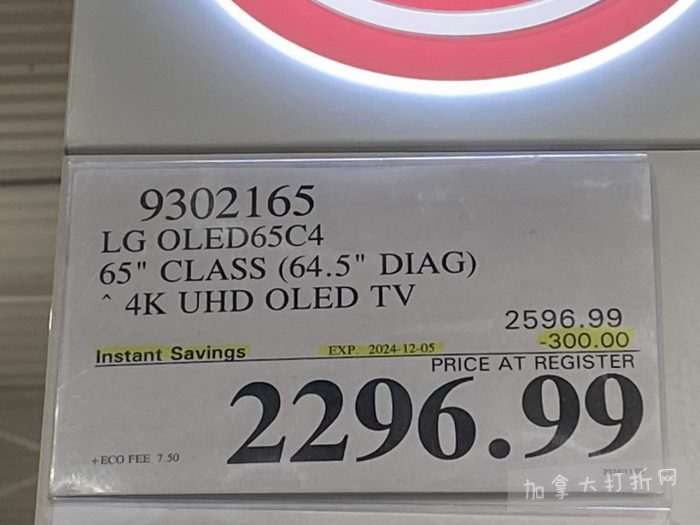 9302165
LG OLED65C4
65" CLASS (64.5" DIAG)
^ 4K UHD OLED TV
2596.99
Instant Savings EXP. 2024-12-05 -300.00
PRICE AT REGISTER
2296.99
+ECO FEE 7.50
加拿大打折网